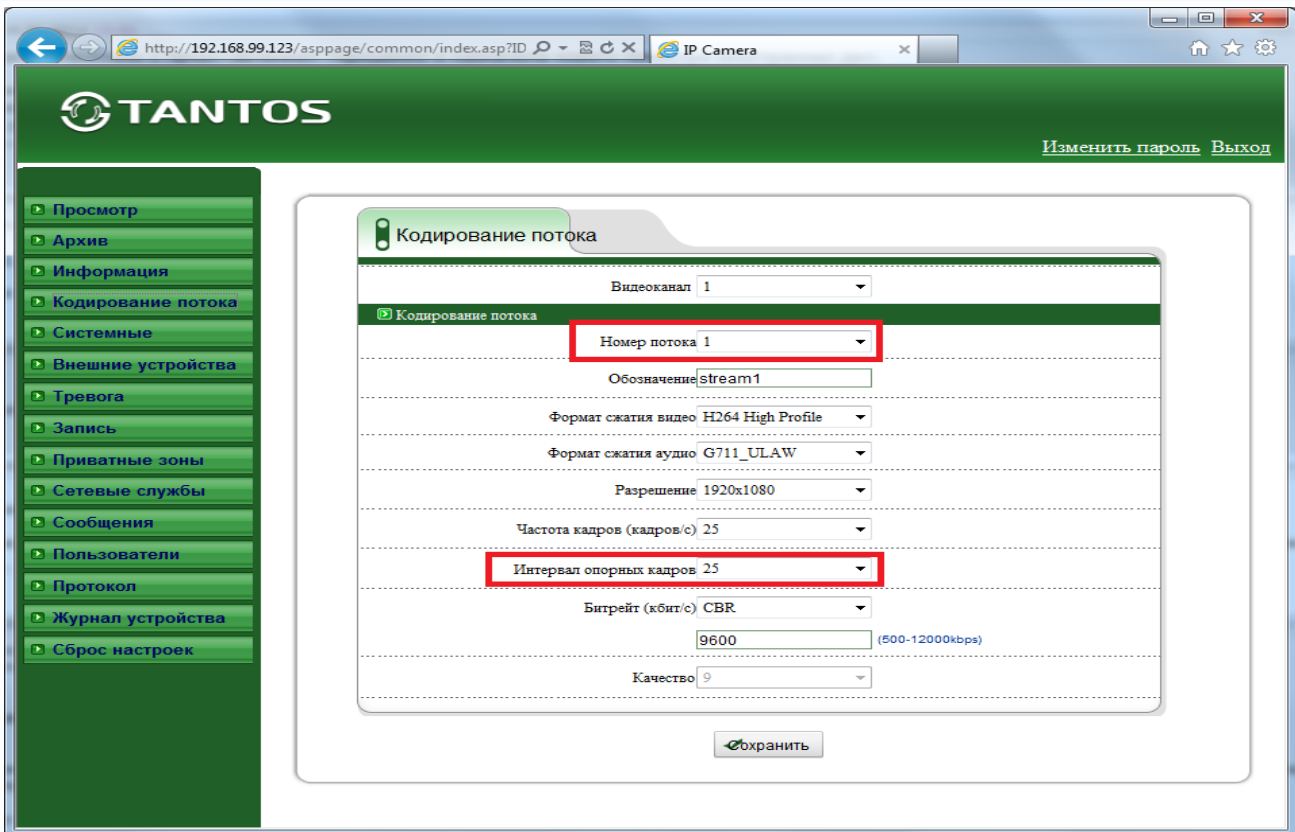 http://192.168.99.123/asppage/common/index.asp?ID
IP Camera
TANTOS
Изменить пароль Выход
Просмотр
Архив
Информация
Кодирование потока
Системные
Внешние устройства
Тревога
Запись
Приватные зоны
Сетевые службы
Сообщения
Пользователи
Протокол
Журнал устройства
Сброс настроек
Кодирование потока
Видеоканал 1
Кодирование потока
Номер потока 1
Обозначение stream1
Формат сжатия видео H264 High Profile
Формат сжатия аудио G711_ULAW
Разрешение 1920x1080
Частота кадров (кадров/с) 25
Интервал опорных кадров 25
Битрейт (кбит/с) CBR
9600 (500-12000kbps)
Качество 9
Сохранить